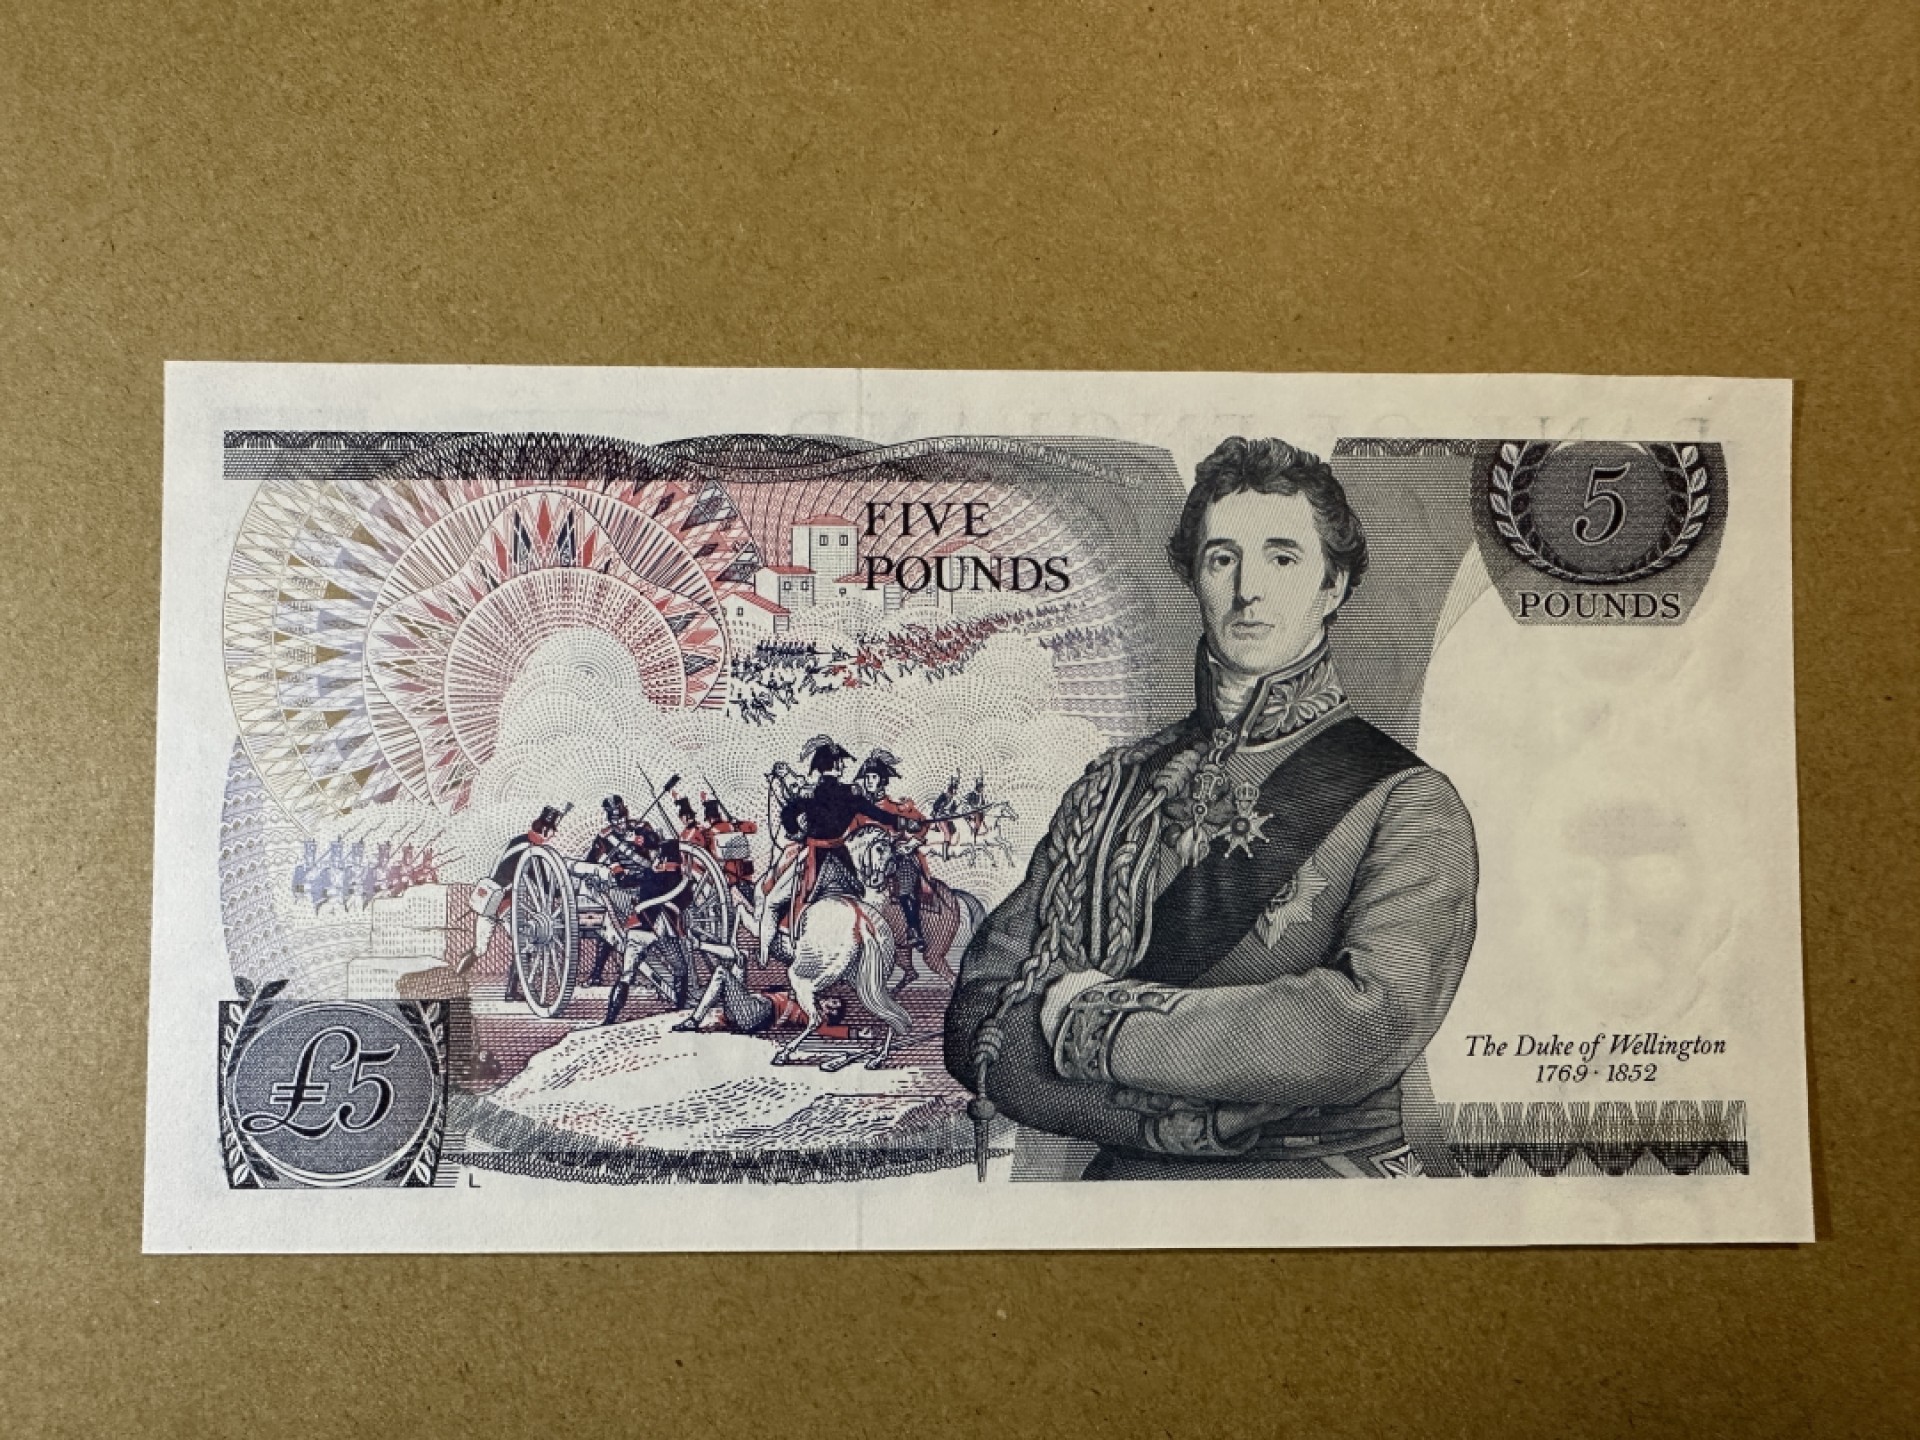 FIVE
POUNDS
5
POUNDS
The Duke of Wellington
1769 · 1852
£5
L